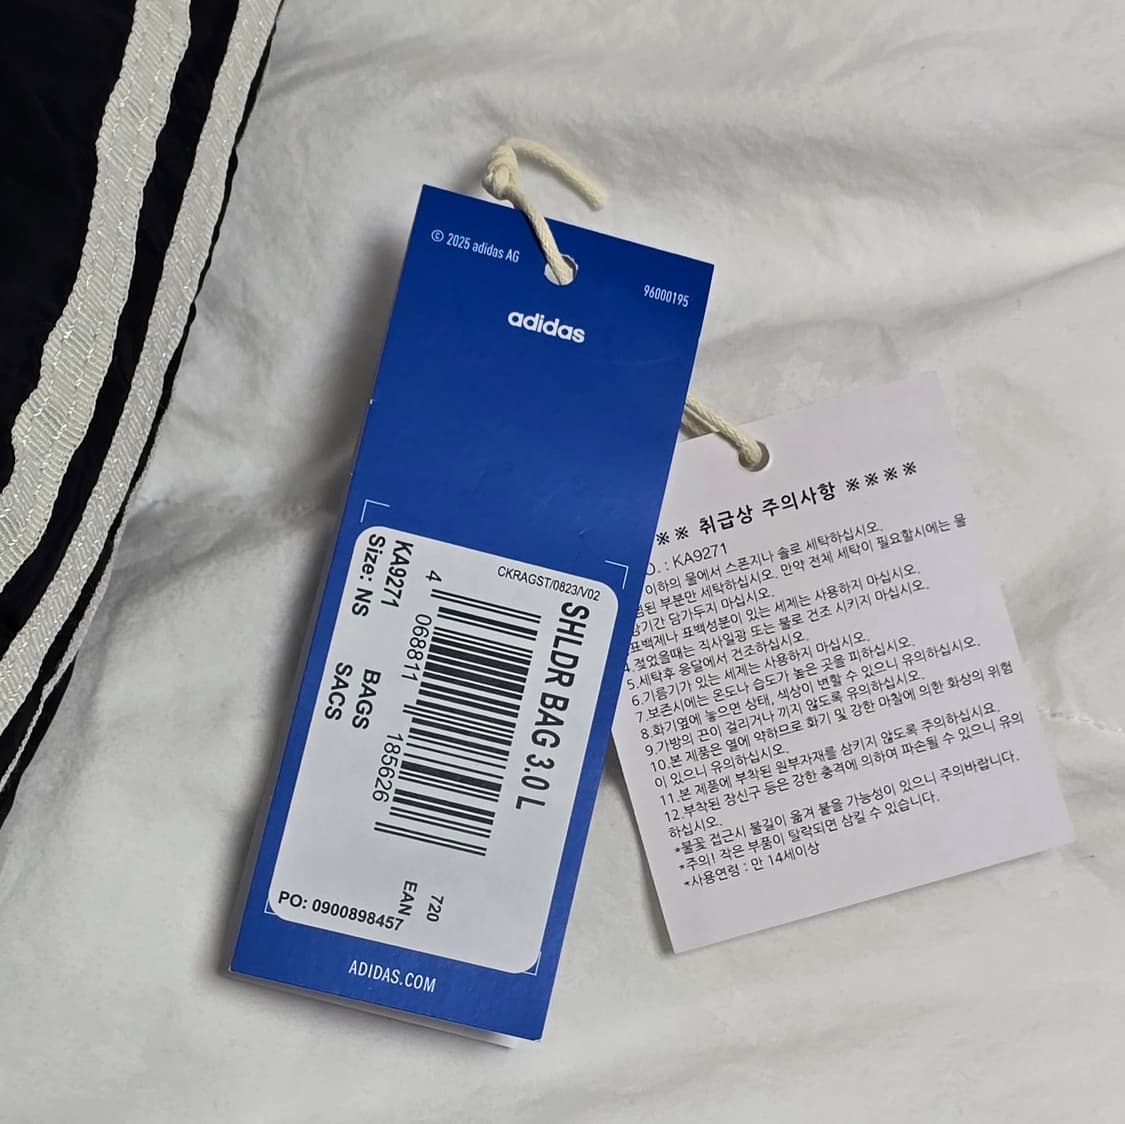 © 2025 adidas AG
96000195
adidas
CKRAGST/0823/V02
SHLDR BAG 3.0 L
4 068811 185626
KA9271
Size: NS
BAGS
SACS
720
EAN
PO: 0900898457
ADIDAS.COM
※※ 취급상 주의사항 ※※※※
O. : KA9271
이하의 물에서 스폰지나 솔로 세탁하십시오.
된 부분만 세탁하십시오. 만약 전체 세탁이 필요할시에는 물
장기간 담가두지 마십시오.
표백제나 표백성분이 있는 세제는 사용하지 마십시오.
4.젖었을때는 직사일광 또는 불로 건조 시키지 마십시오.
5.세탁후 응달에서 건조하십시오.
6.기름기가 있는 세제는 사용하지 마십시오.
7.보존시에는 온도나 습도가 높은 곳을 피하십시오.
8.화기옆에 놓으면 상태, 색상이 변할 수 있으니 유의하십시오.
9.가방의 끈이 걸리거나 끼지 않도록 유의하십시오.
10.본 제품은 열에 약하므로 화기 및 강한 마찰에 의한 화상의 위험
이 있으니 유의하십시오.
11.본 제품에 부착된 원부자재를 삼키지 않도록 주의하십시오.
12.부착된 장신구 등은 강한 충격에 의하여 파손될 수 있으니 유의
하십시오.
*불꽃 접근시 불길이 옮겨 붙을 가능성이 있으니 주의바랍니다.
*주의! 작은 부품이 탈락되면 삼킬 수 있습니다.
*사용연령 : 만 14세이상